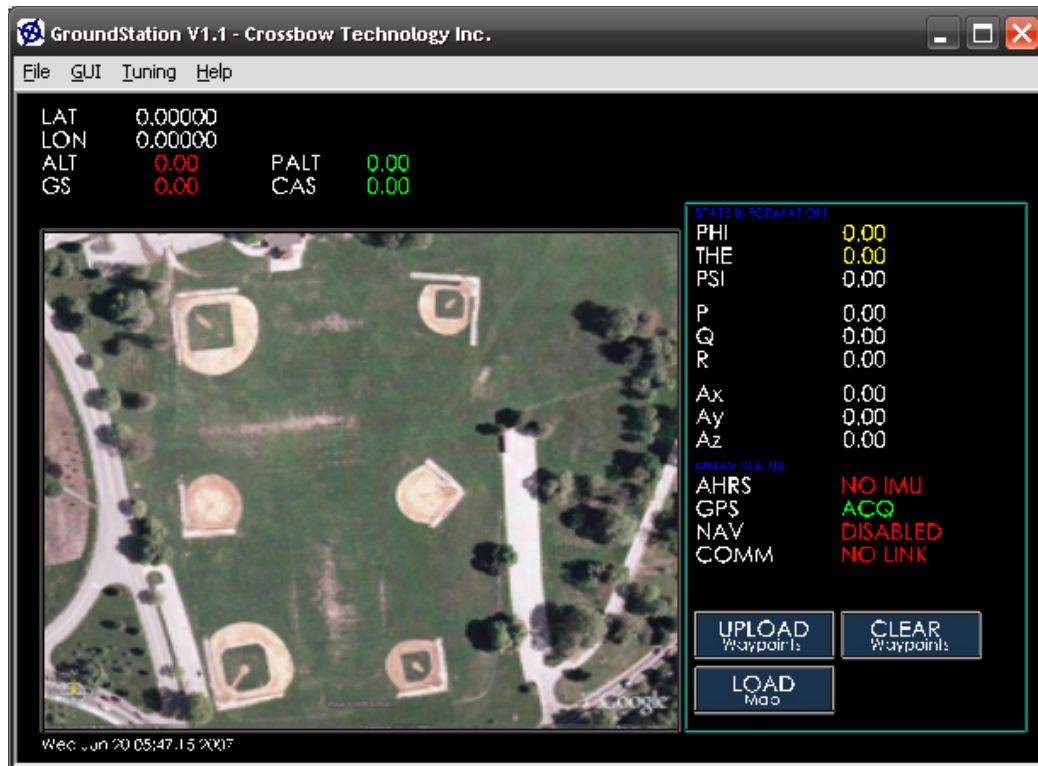 GroundStation V1.1 - Crossbow Technology Inc.
File GUI Tuning Help
LAT 0.00000
LON 0.00000
ALT 0.00 PALT 0.00
GS 0.00 CAS 0.00
STATE INFORMATION
PHI 0.00
THE 0.00
PSI 0.00
P 0.00
Q 0.00
R 0.00
Ax 0.00
Ay 0.00
Az 0.00
MNAV STATUS
AHRS NO IMU
GPS ACQ
NAV DISABLED
COMM NO LINK
UPLOAD CLEAR
Waypoints Waypoints
LOAD
Map
Google
Wed Jun 20 05:47:15 2007